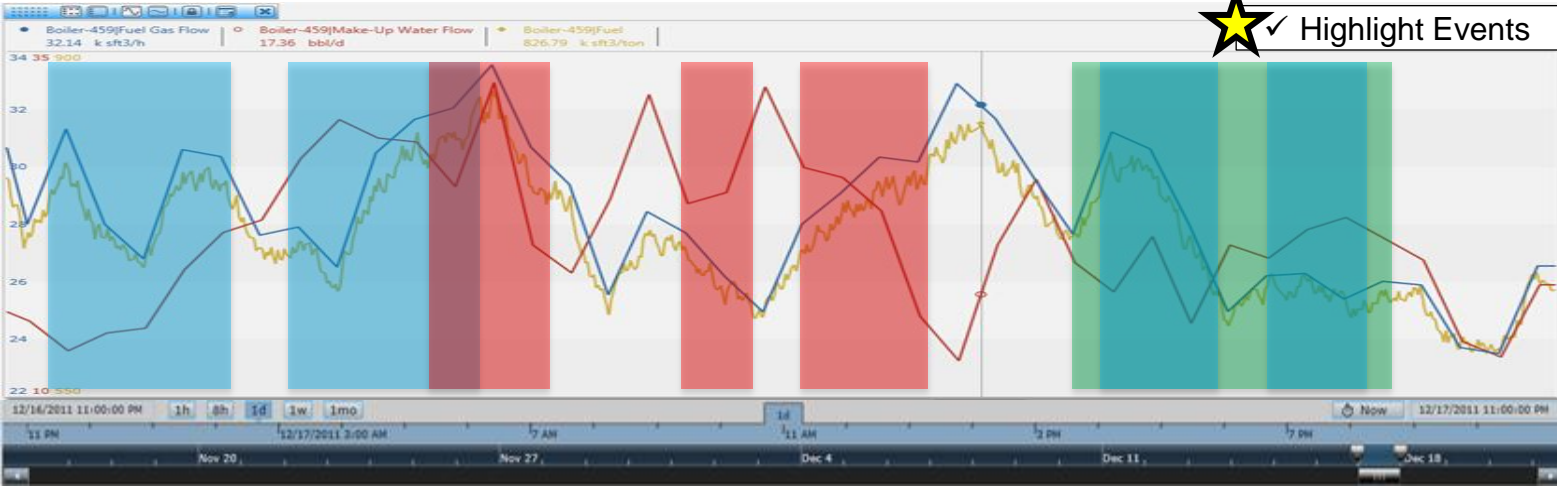 ✓ Highlight Events
Boiler-459|Fuel Gas Flow
32.14 k sft3/h
Boiler-459|Make-Up Water Flow
17.36 bbl/d
Boiler-459|Fuel
826.79 k sft3/ton
34 35 900
32
30
28
26
24
22 10 550
12/16/2011 11:00:00 PM 1h 8h 1d 1w 1mo 1d Now 12/17/2011 11:00:00 PM
11 PM 12/17/2011 3:00 AM 7 AM 11 AM 3 PM 7 PM
Nov 20 Nov 27 Dec 4 Dec 11 Dec 18